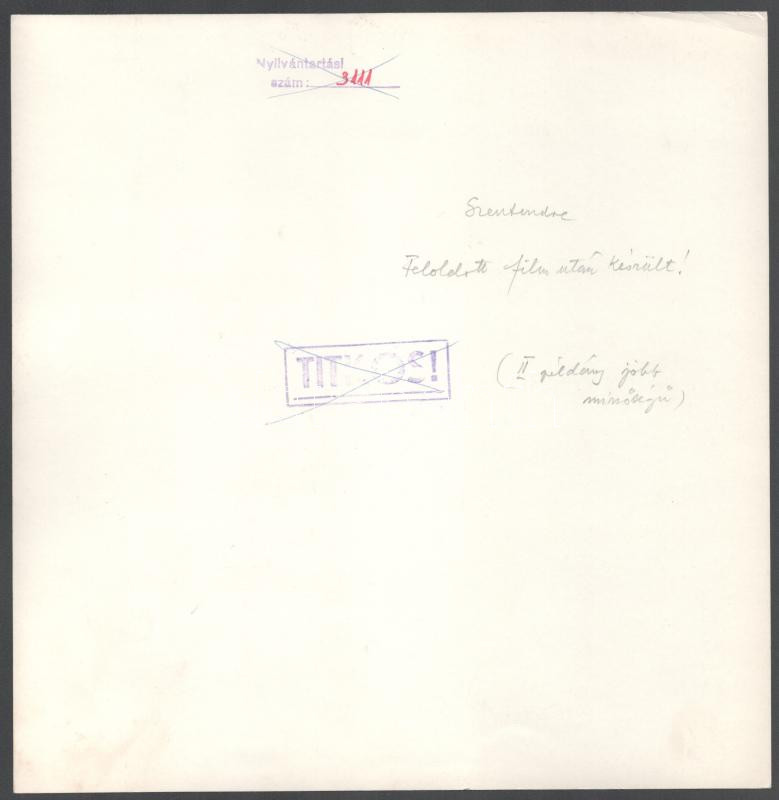 Nyilvántartási
szám: 3111
Szentendre
Feloldott film után készült!
TITKOS!
(II példány jobb
minőségű)